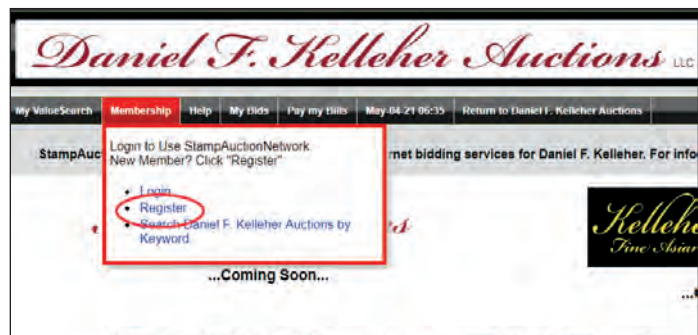 Daniel F. Kelleher Auctions LLC
My ValueSearch Membership Help My Bids Pay my Bills May-04-21 06:35 Return to Daniel F. Kelleher Auctions
Login to Use StampAuctionNetwork
New Member? Click "Register"
StampAuc rnet bidding services for Daniel F. Kelleher. For info
• Login
• Register
• Search Daniel F. Kelleher Auctions by
Keyword
Kellehe
Fine Asian
...Coming Soon...